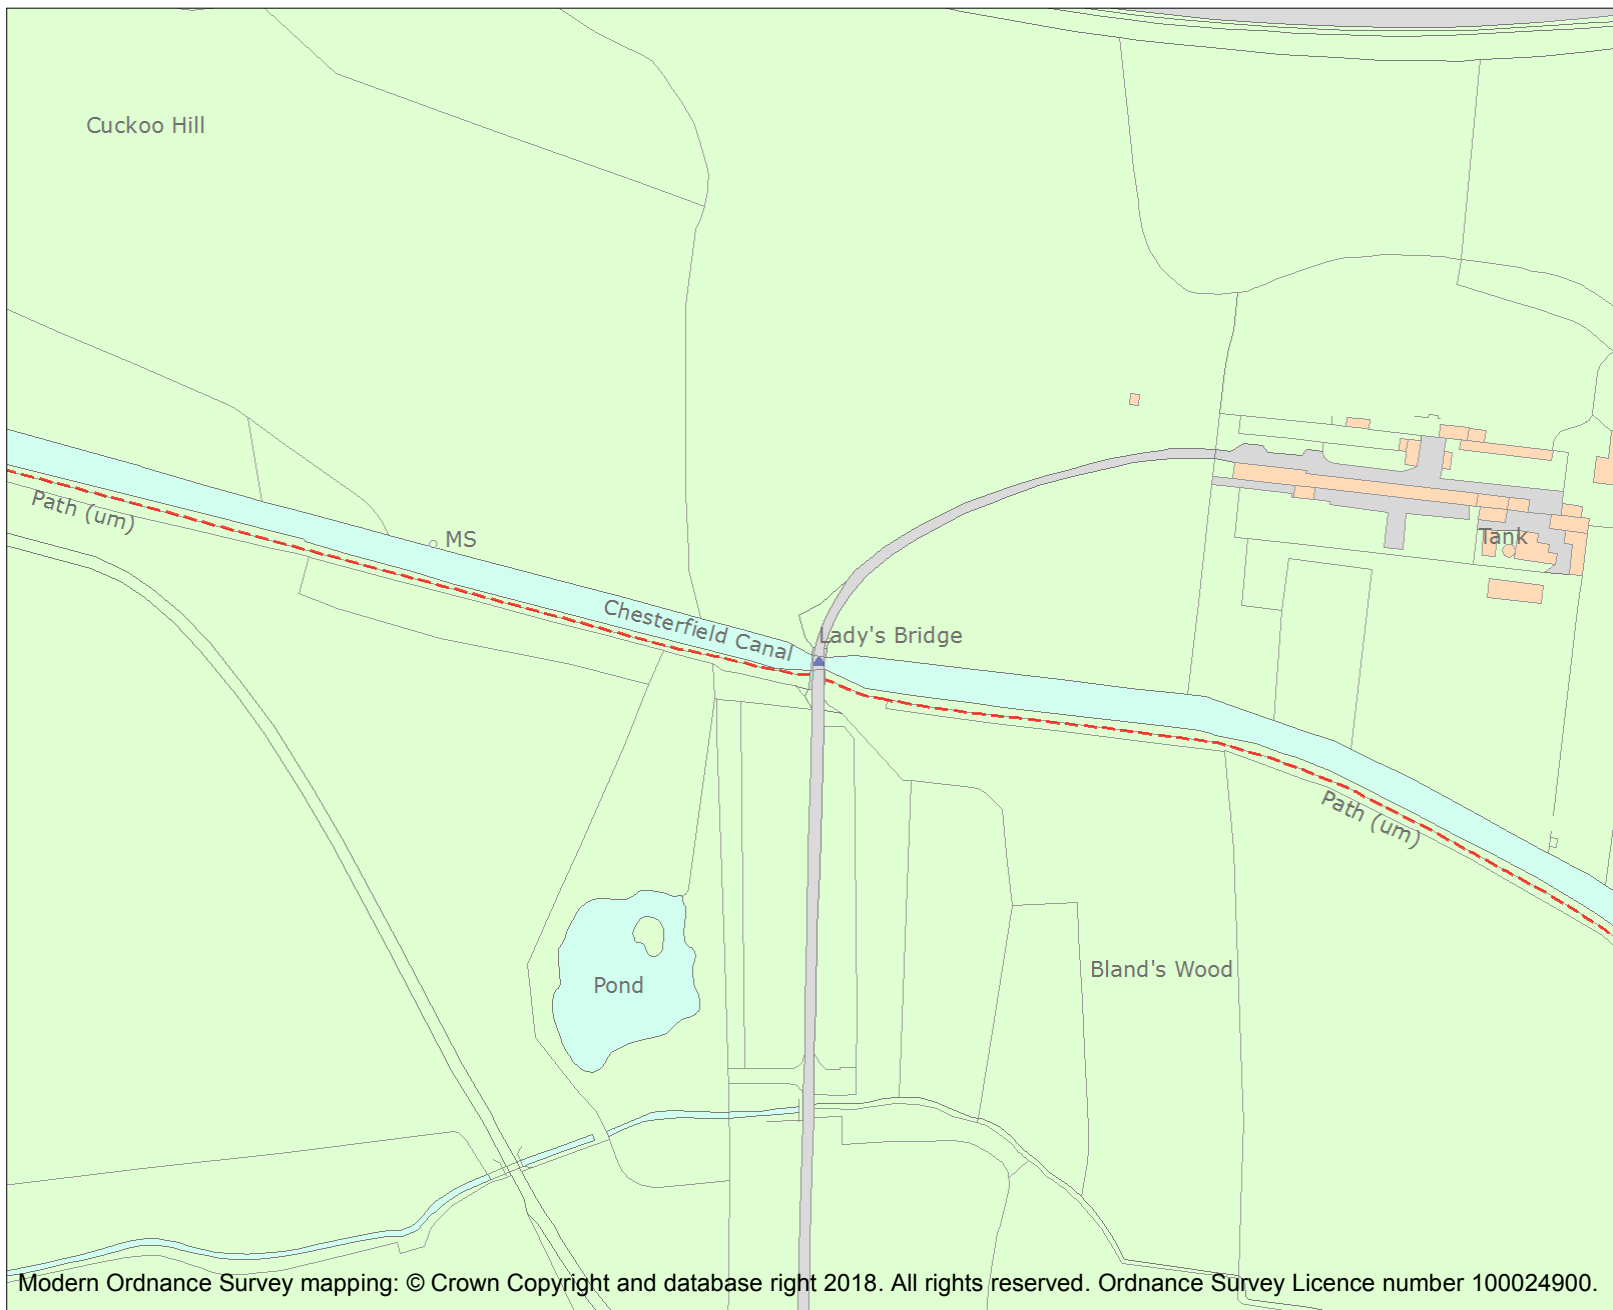 Cuckoo Hill
Path (um)
MS
Tank
Chesterfield Canal
Lady's Bridge
Path (um)
Bland's Wood
Pond
Modern Ordnance Survey mapping: © Crown Copyright and database right 2018. All rights reserved. Ordnance Survey Licence number 100024900.